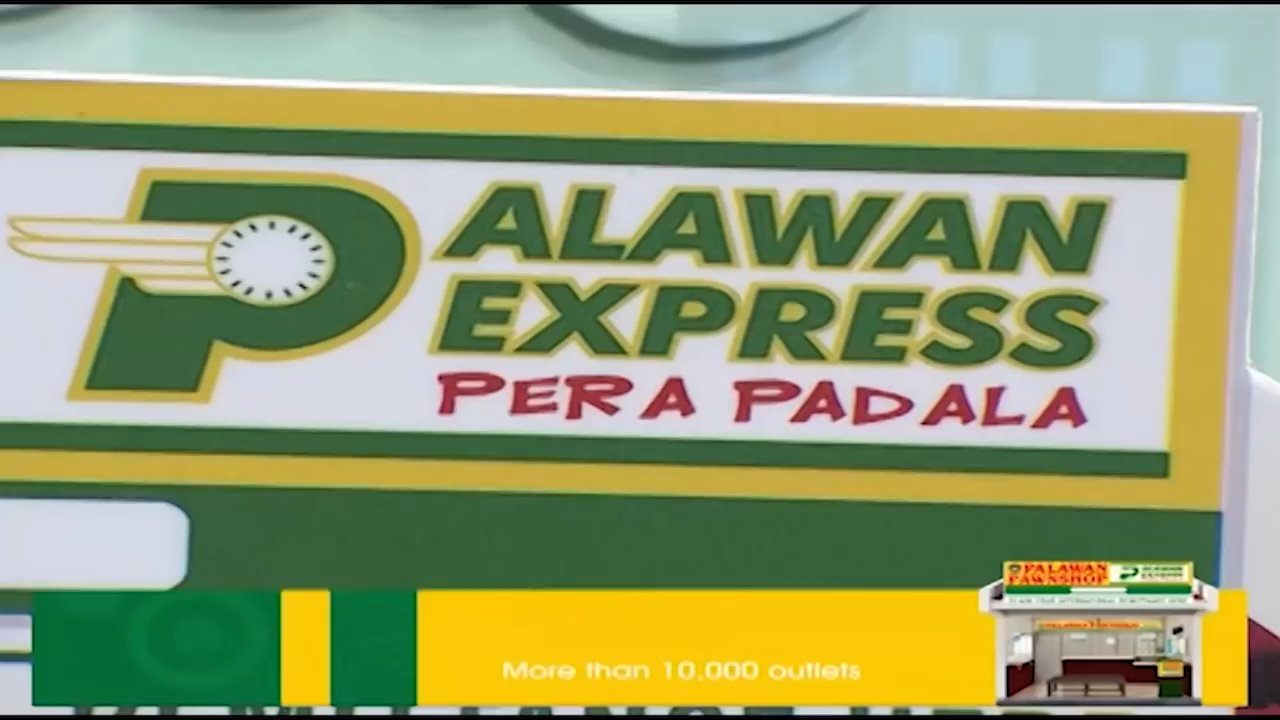 PALAWAN
EXPRESS
PERA PADALA
PALAWAN
PAWNSHOP
More than 10,000 outlets